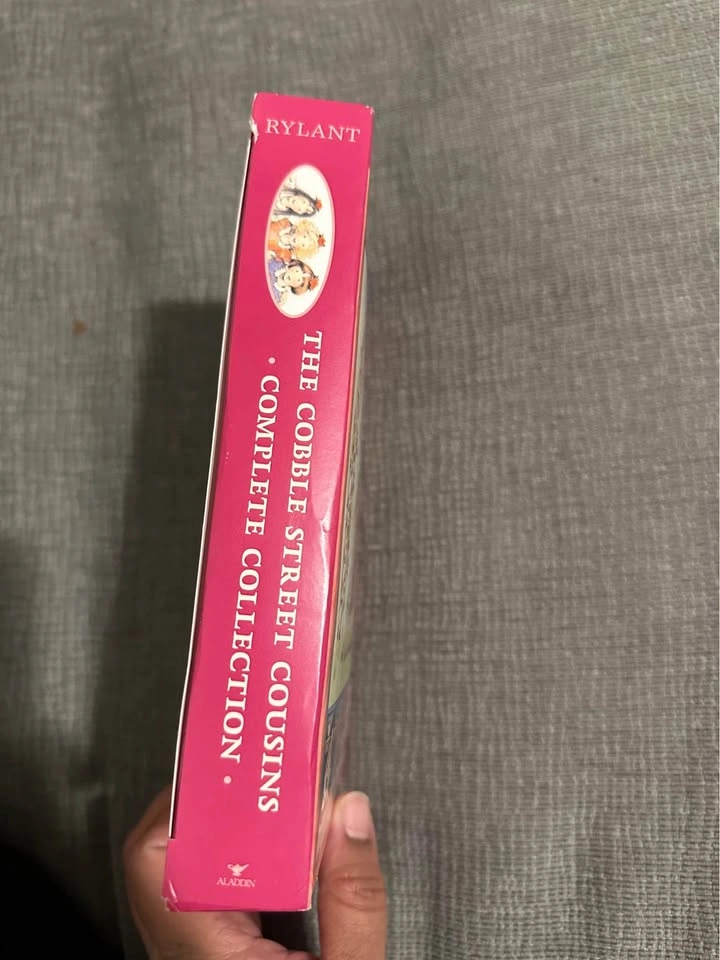 RYLANT
THE COBBLE STREET COUSINS
• COMPLETE COLLECTION •
ALADDIN